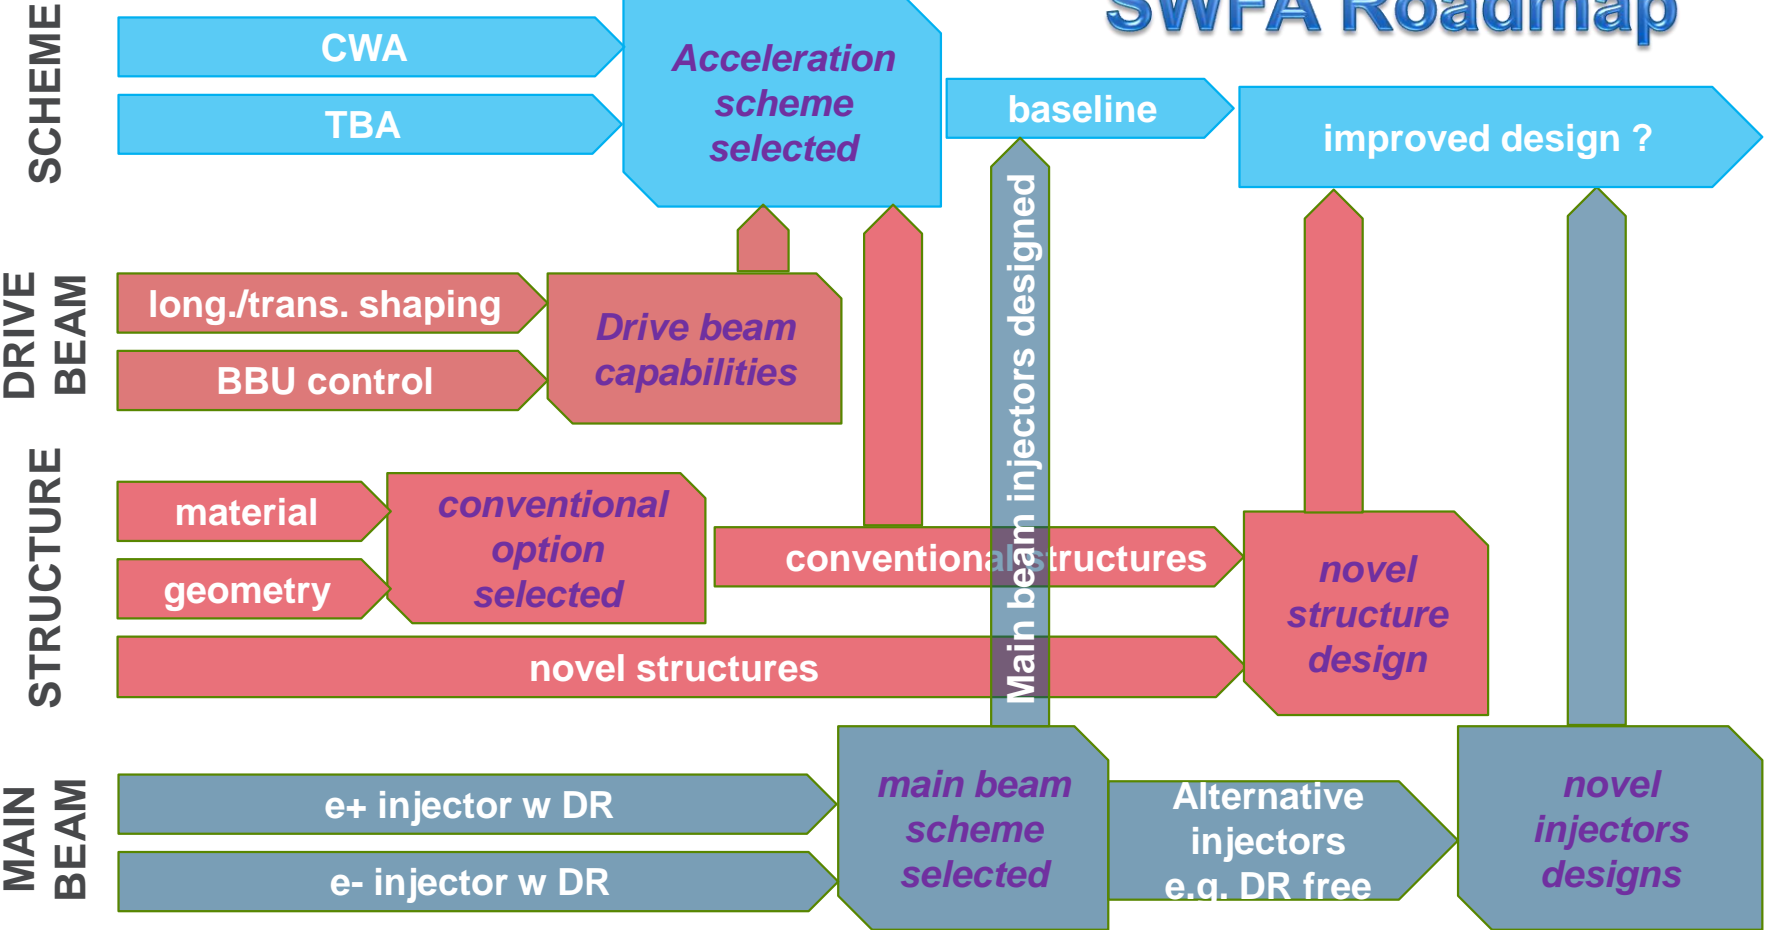 SWFA Roadmap
SCHEME
CWA
TBA
Acceleration
scheme
selected
baseline
improved design ?
DRIVE
BEAM
long./trans. shaping
BBU control
Drive beam
capabilities
Main beam injectors designed
STRUCTURE
material
geometry
conventional
option
selected
conventional structures
novel structures
novel
structure
design
MAIN
BEAM
e+ injector w DR
e- injector w DR
main beam
scheme
selected
Alternative
injectors
e.g. DR free
novel
injectors
designs